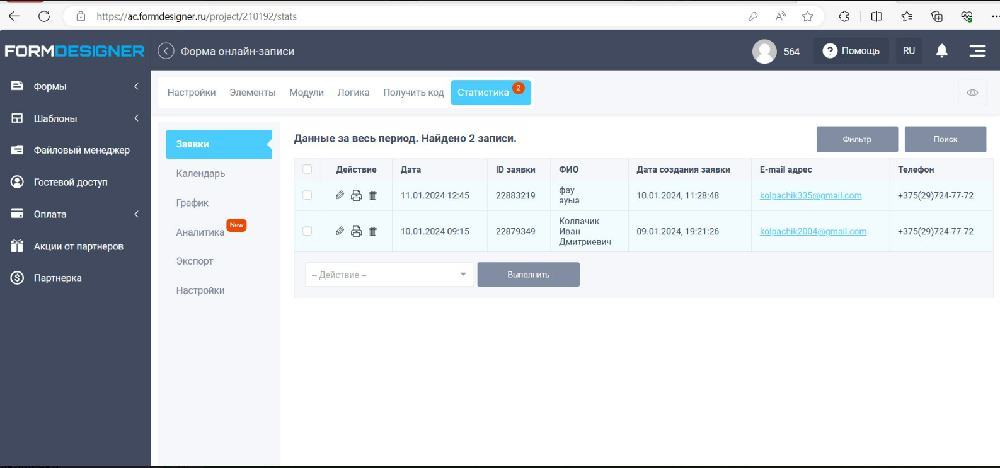 https://ac.formdesigner.ru/project/210192/stats
FORMDESIGNER
Форма онлайн-записи
564
? Помощь
RU
Формы
Шаблоны
Файловый менеджер
Гостевой доступ
Оплата
Акции от партнеров
Партнерка
Настройки Элементы Модули Логика Получить код Статистика 2
Заявки
Календарь
График
Аналитика New
Экспорт
Настройки
Данные за весь период. Найдено 2 записи.
Фильтр
Поиск
Действие Дата ID заявки ФИО Дата создания заявки E-mail адрес Телефон
11.01.2024 12:45 22883219 фау ауыа 10.01.2024, 11:28:48 kolpachik335@gmail.com +375(29)724-77-72
10.01.2024 09:15 22879349 Колпачик Иван Дмитриевич 09.01.2024, 19:21:26 kolpachik2004@gmail.com +375(29)724-77-72
-- Действие --
Выполнить